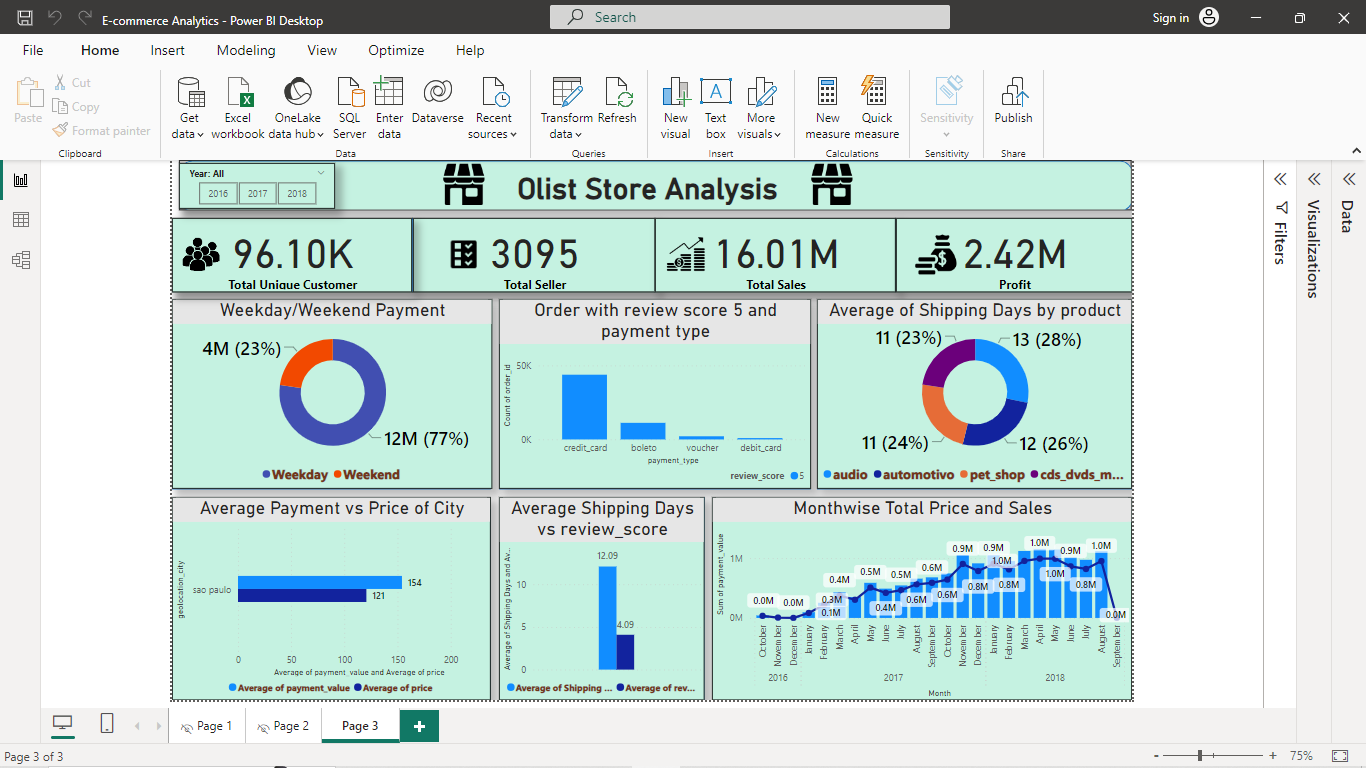 E-commerce Analytics - Power BI Desktop
Search
Sign in
File Home Insert Modeling View Optimize Help
Paste
Cut
Copy
Format painter
Clipboard
Get data
Excel workbook
OneLake data hub
SQL Server
Enter data
Dataverse
Recent sources
Data
Transform data
Refresh
Queries
New visual
Text box
More visuals
Insert
New measure
Quick measure
Calculations
Sensitivity
Sensitivity
Publish
Share
Year: All
2016 2017 2018
Olist Store Analysis
96.10K
Total Unique Customer
3095
Total Seller
16.01M
Total Sales
2.42M
Profit
Weekday/Weekend Payment
4M (23%)
12M (77%)
Weekday Weekend
Order with review score 5 and
payment type
Count of order_id
50K
0K
credit_card boleto voucher debit_card
payment_type
review_score 5
Average of Shipping Days by product
11 (23%) 13 (28%)
11 (24%) 12 (26%)
audio automotivo pet_shop cds_dvds_m...
Average Payment vs Price of City
geolocation_city
sao paulo
154
121
0 50 100 150 200
Average of payment_value and Average of price
Average of payment_value Average of price
Average Shipping Days
vs review_score
Average of Shipping Days and Av...
12.09
4.09
10
5
0
Average of Shipping ... Average of rev...
Monthwise Total Price and Sales
Sum of payment_value
1M
0M
0.0M 0.0M 0.1M 0.3M 0.4M 0.5M 0.4M 0.5M 0.6M 0.6M 0.6M 0.9M 0.8M 0.9M 0.8M 1.0M 1.0M 1.0M 0.9M 0.8M 1.0M 0.0M
October November December January February March April May June July August September October November December January February March April May June July August September
2016 2017 2018
Month
Filters
Visualizations
Data
Page 1 Page 2 Page 3 +
Page 3 of 3
- + 75%